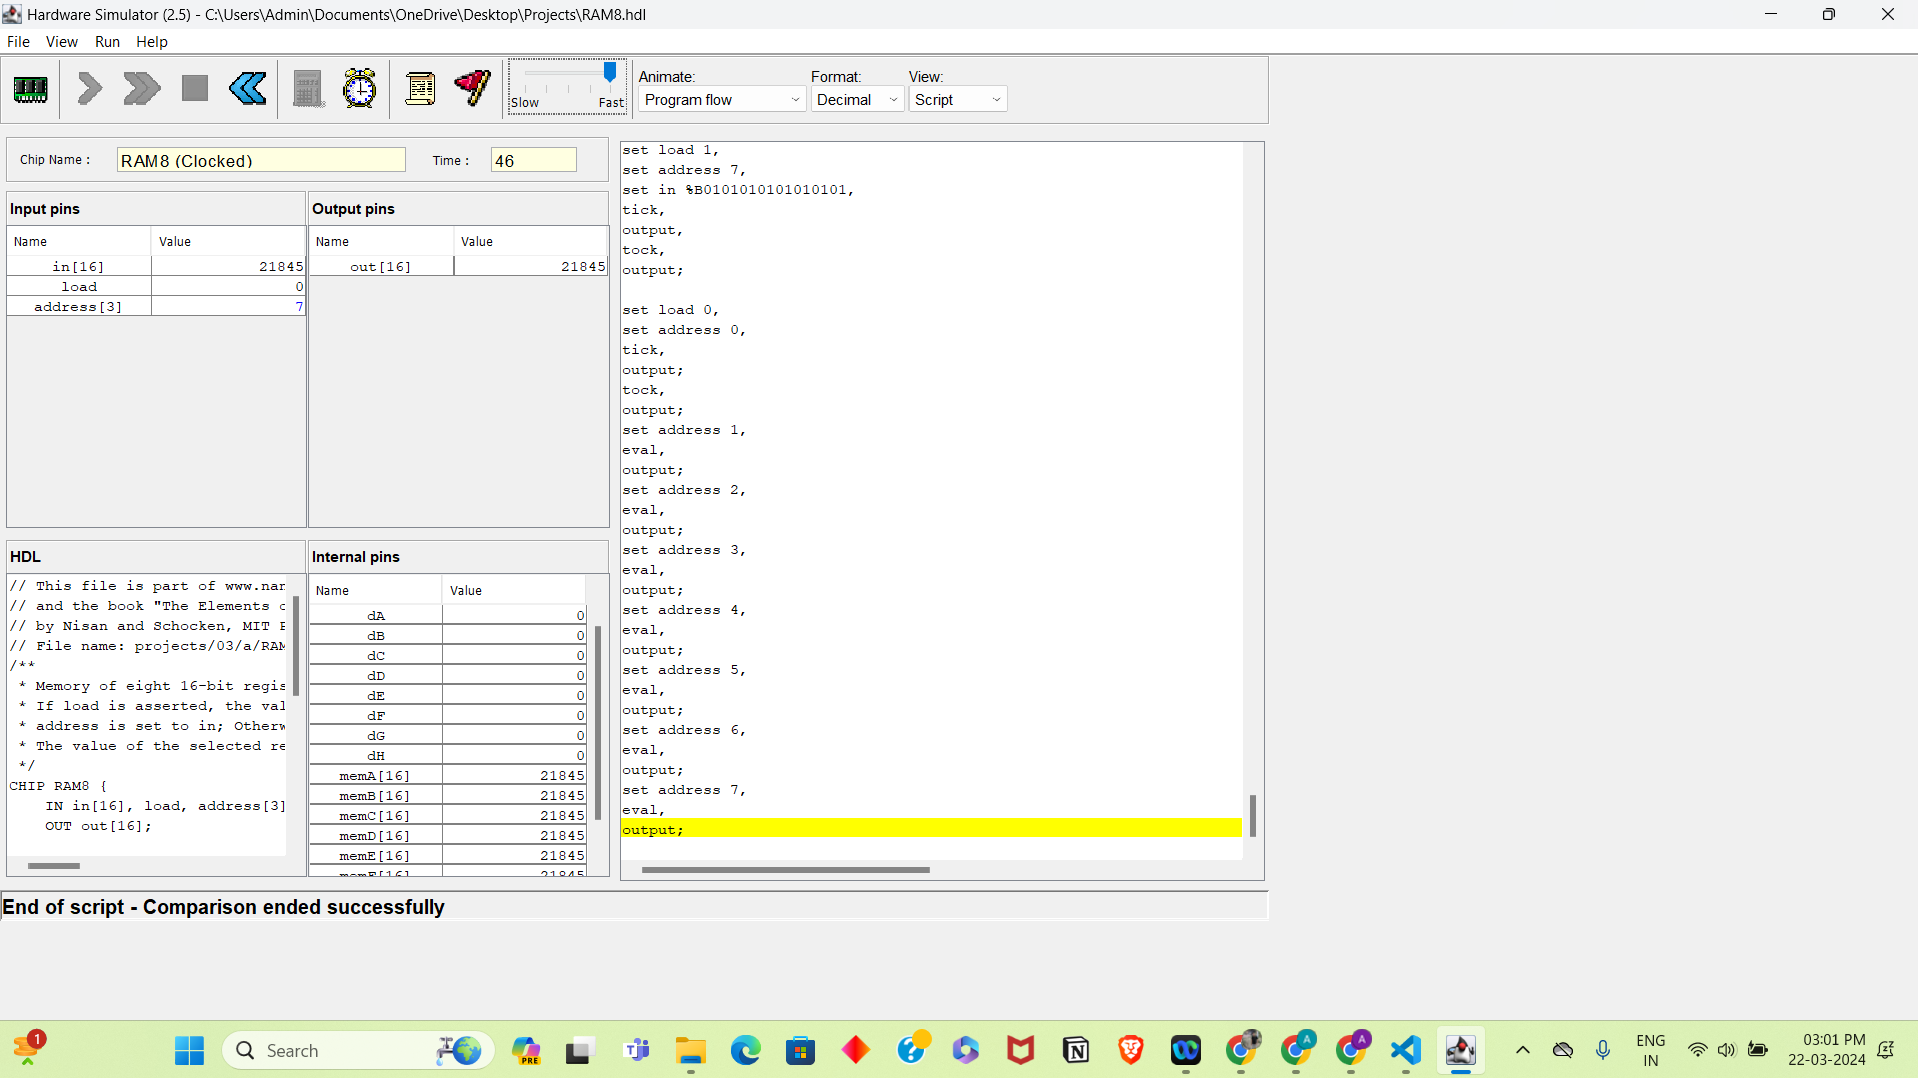 Hardware Simulator (2.5) - C:\Users\Admin\Documents\OneDrive\Desktop\Projects\RAM8.hdl
File View Run Help
Slow Fast
Animate: Format: View:
Program flow Decimal Script
Chip Name : RAM8 (Clocked) Time : 46
Input pins
Name Value
in[16] 21845
load 0
address[3] 7
Output pins
Name Value
out[16] 21845
HDL
// This file is part of www.nan
// and the book "The Elements o
// by Nisan and Schocken, MIT P
// File name: projects/03/a/RAM
/**
* Memory of eight 16-bit regis
* If load is asserted, the val
* address is set to in; Otherw
* The value of the selected re
*/
CHIP RAM8 {
IN in[16], load, address[3]
OUT out[16];
Internal pins
Name Value
dA 0
dB 0
dC 0
dD 0
dE 0
dF 0
dG 0
dH 0
memA[16] 21845
memB[16] 21845
memC[16] 21845
memD[16] 21845
memE[16] 21845
memF[16] 21845
set load 1,
set address 7,
set in %B0101010101010101,
tick,
output,
tock,
output;
set load 0,
set address 0,
tick,
output;
tock,
output;
set address 1,
eval,
output;
set address 2,
eval,
output;
set address 3,
eval,
output;
set address 4,
eval,
output;
set address 5,
eval,
output;
set address 6,
eval,
output;
set address 7,
eval,
output;
End of script - Comparison ended successfully
1
Search
PRE
A
A
ENG
IN
03:01 PM
22-03-2024